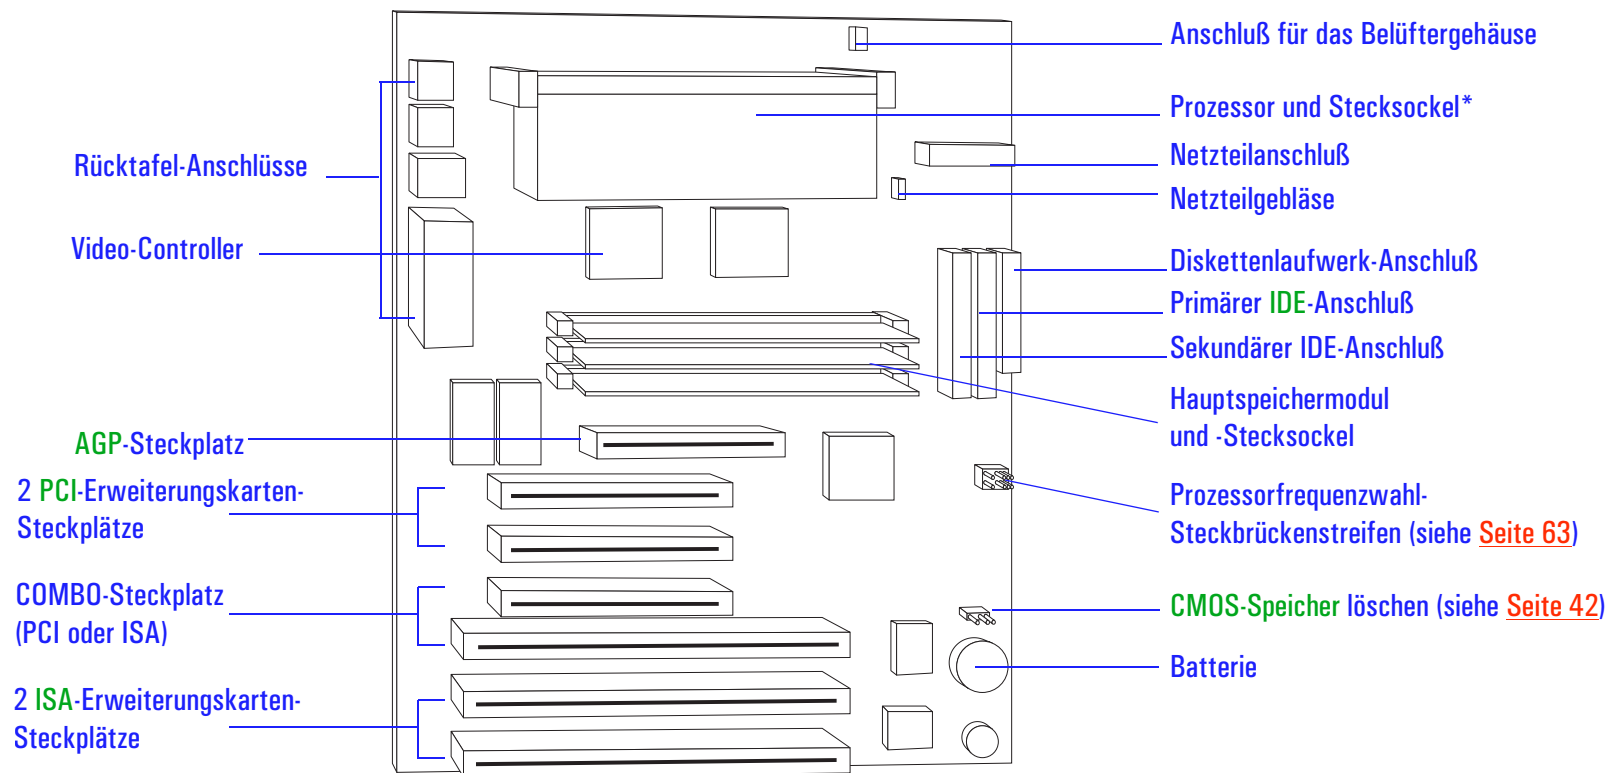 Anschluß für das Belüftergehäuse
Prozessor und Stecksockel*
Netzteilanschluß
Netzteilgebläse
Rücktafel-Anschlüsse
Video-Controller
Diskettenlaufwerk-Anschluß
Primärer IDE-Anschluß
Sekundärer IDE-Anschluß
Hauptspeichermodul
und -Stecksockel
AGP-Steckplatz
2 PCI-Erweiterungskarten-
Steckplätze
Prozessorfrequenzwahl-
Steckbrückenstreifen (siehe Seite 63)
COMBO-Steckplatz
(PCI oder ISA)
CMOS-Speicher löschen (siehe Seite 42)
Batterie
2 ISA-Erweiterungskarten-
Steckplätze